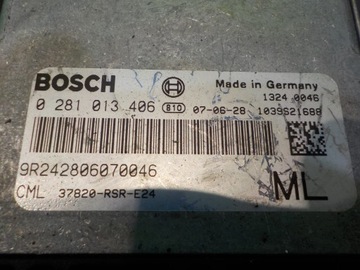 BOSCH Made in Germany
1324 0046
0 281 013 406 810 07-06-28 1039S21688
9R242806070046
CML 37820-RSR-E24 ML